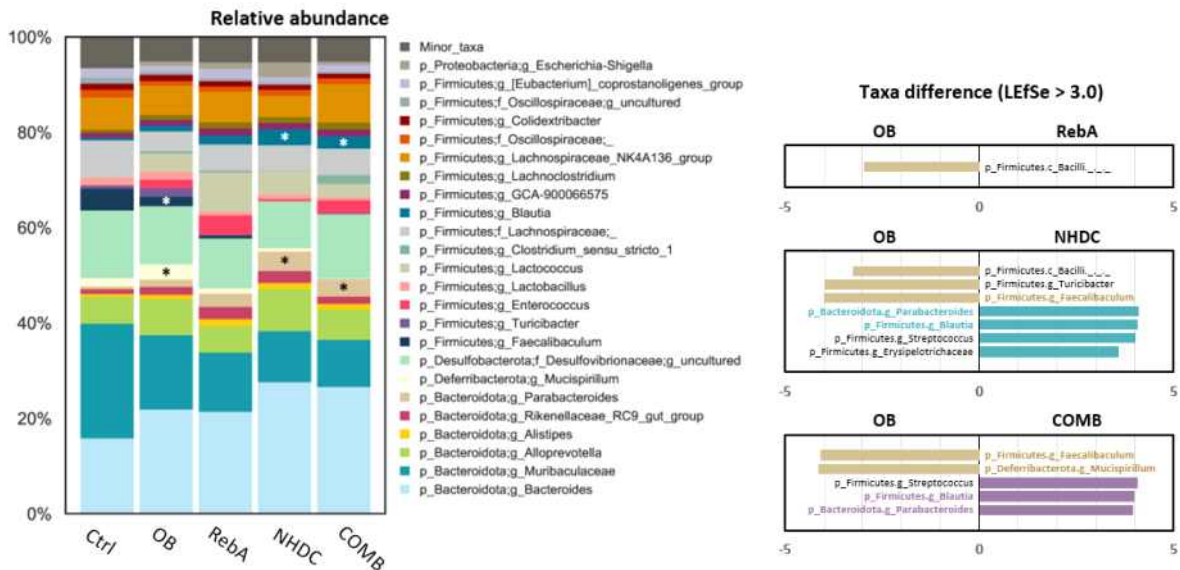 Relative abundance
100%
80%
60%
40%
20%
0%
*
*
*
*
*
*
Ctrl
OB
RebA
NHDC
COMB
Minor_taxa
p_Proteobacteria;g_Escherichia-Shigella
p_Firmicutes;g_[Eubacterium]_coprostanoligenes_group
p_Firmicutes;f_Oscillospiraceae;g_uncultured
p_Firmicutes;g_Colidextribacter
p_Firmicutes;f_Oscillospiraceae;_
p_Firmicutes;g_Lachnospiraceae_NK4A136_group
p_Firmicutes;g_Lachnoclostridium
p_Firmicutes;g_GCA-900066575
p_Firmicutes;g_Blautia
p_Firmicutes;f_Lachnospiraceae;_
p_Firmicutes;g_Clostridium_sensu_stricto_1
p_Firmicutes;g_Lactococcus
p_Firmicutes;g_Lactobacillus
p_Firmicutes;g_Enterococcus
p_Firmicutes;g_Turicibacter
p_Firmicutes;g_Faecalibaculum
p_Desulfobacterota;f_Desulfovibrionaceae;g_uncultured
p_Deferribacterota;g_Mucispirillum
p_Bacteroidota;g_Parabacteroides
p_Bacteroidota;g_Rikenellaceae_RC9_gut_group
p_Bacteroidota;g_Alistipes
p_Bacteroidota;g_Alloprevotella
p_Bacteroidota;g_Muribaculaceae
p_Bacteroidota;g_Bacteroides
Taxa difference (LEfSe > 3.0)
OB RebA
p_Firmicutes.c_Bacilli._._._
-5 0 5
OB NHDC
p_Firmicutes.c_Bacilli._._._
p_Firmicutes.g_Turicibacter
p_Firmicutes.g_Faecalibaculum
p_Bacteroidota.g_Parabacteroides
p_Firmicutes.g_Blautia
p_Firmicutes.g_Streptococcus
p_Firmicutes.g_Erysipelotrichaceae
-5 0 5
OB COMB
p_Firmicutes.g_Faecalibaculum
p_Deferribacterota.g_Mucispirillum
p_Firmicutes.g_Streptococcus
p_Firmicutes.g_Blautia
p_Bacteroidota.g_Parabacteroides
-5 0 5